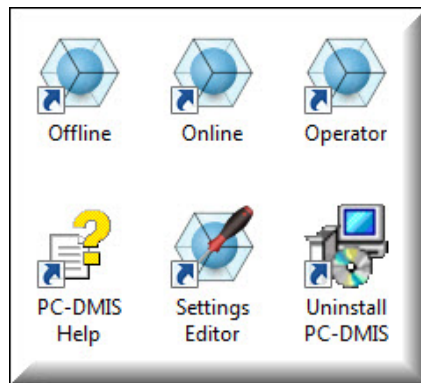 Offline
Online
Operator
PC-DMIS
Help
Settings
Editor
Uninstall
PC-DMIS